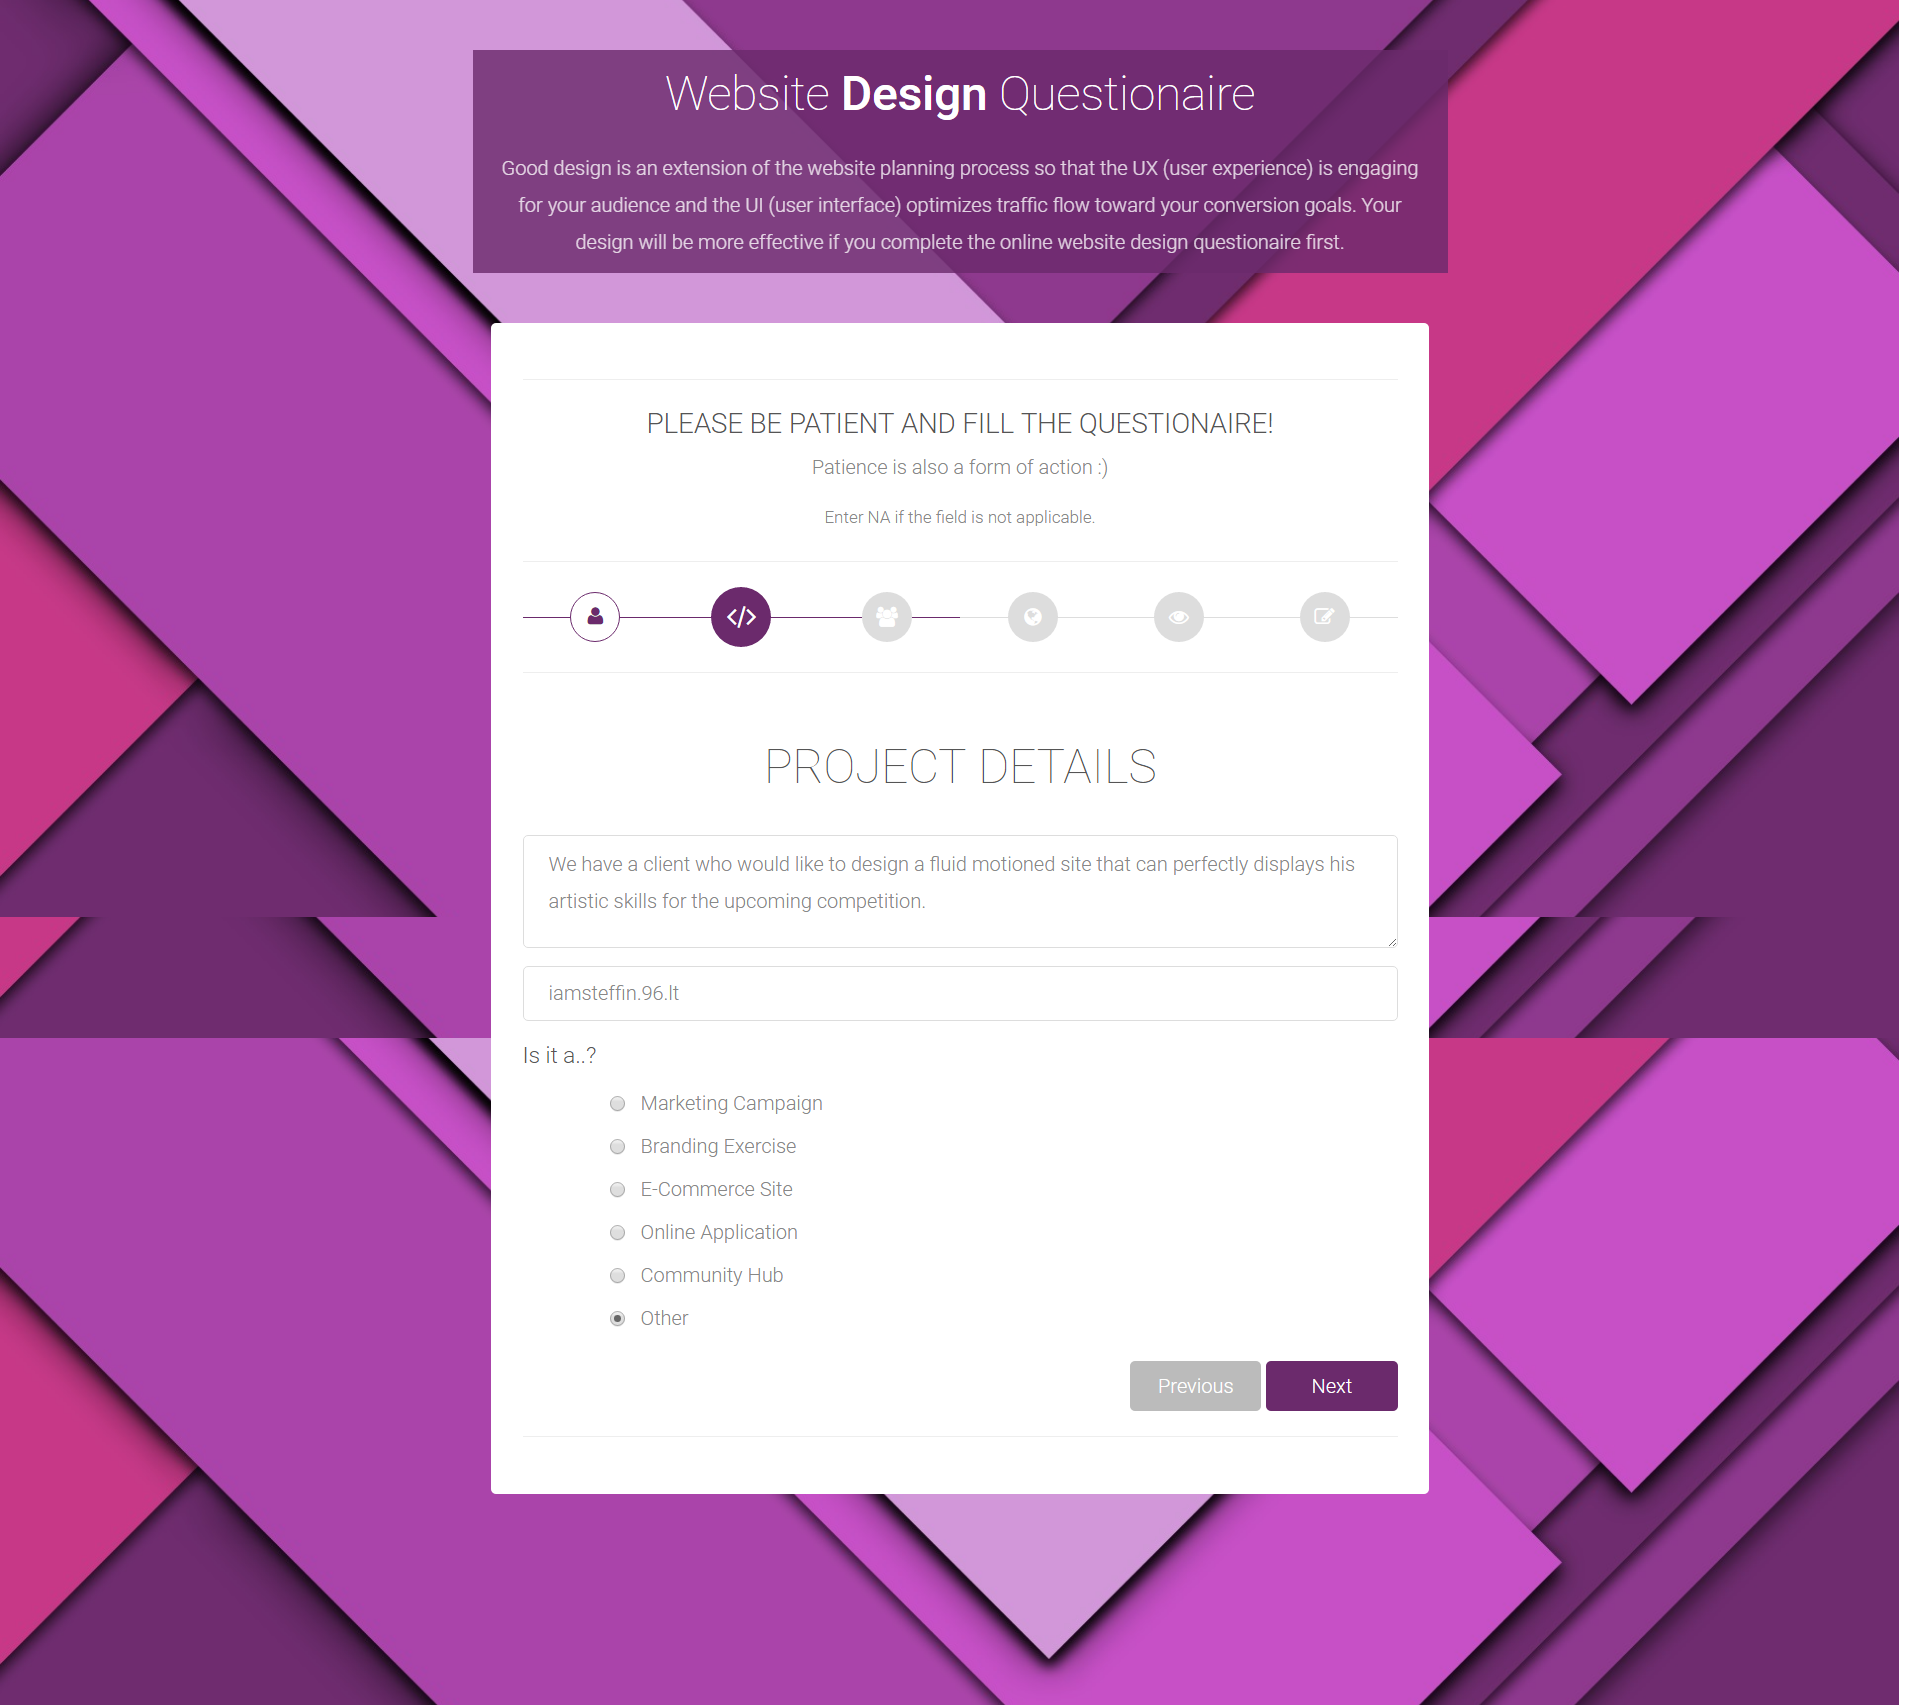 Website Design Questionaire
Good design is an extension of the website planning process so that the UX (user experience) is engaging
for your audience and the UI (user interface) optimizes traffic flow toward your conversion goals. Your
design will be more effective if you complete the online website design questionaire first.
PLEASE BE PATIENT AND FILL THE QUESTIONAIRE!
Patience is also a form of action :)
Enter NA if the field is not applicable.
PROJECT DETAILS
We have a client who would like to design a fluid motioned site that can perfectly displays his
artistic skills for the upcoming competition.
iamsteffin.96.lt
Is it a..?
Marketing Campaign
Branding Exercise
E-Commerce Site
Online Application
Community Hub
Other
Previous Next